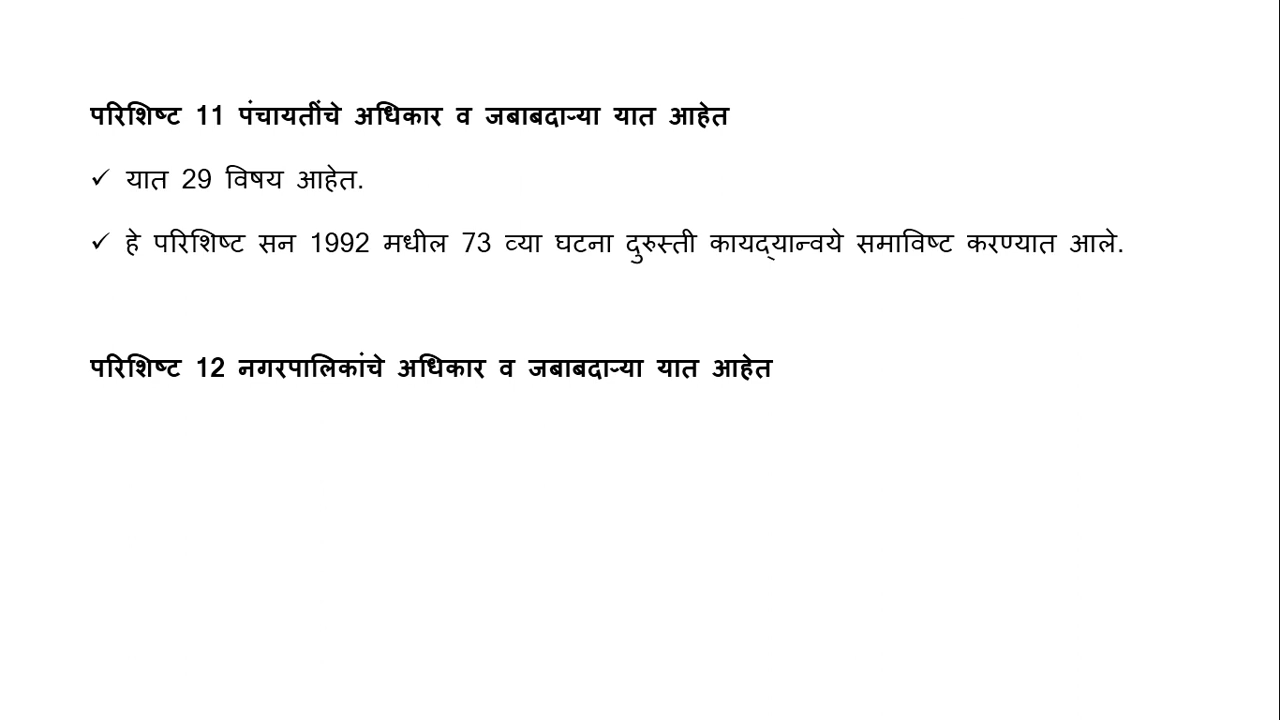 परिशिष्ट 11 पंचायतींचे अधिकार व जबाबदाऱ्या यात आहेत
✓ यात 29 विषय आहेत.
✓ हे परिशिष्ट सन 1992 मधील 73 व्या घटना दुरुस्ती कायद्यान्वये समाविष्ट करण्यात आले.
परिशिष्ट 12 नगरपालिकांचे अधिकार व जबाबदाऱ्या यात आहेत